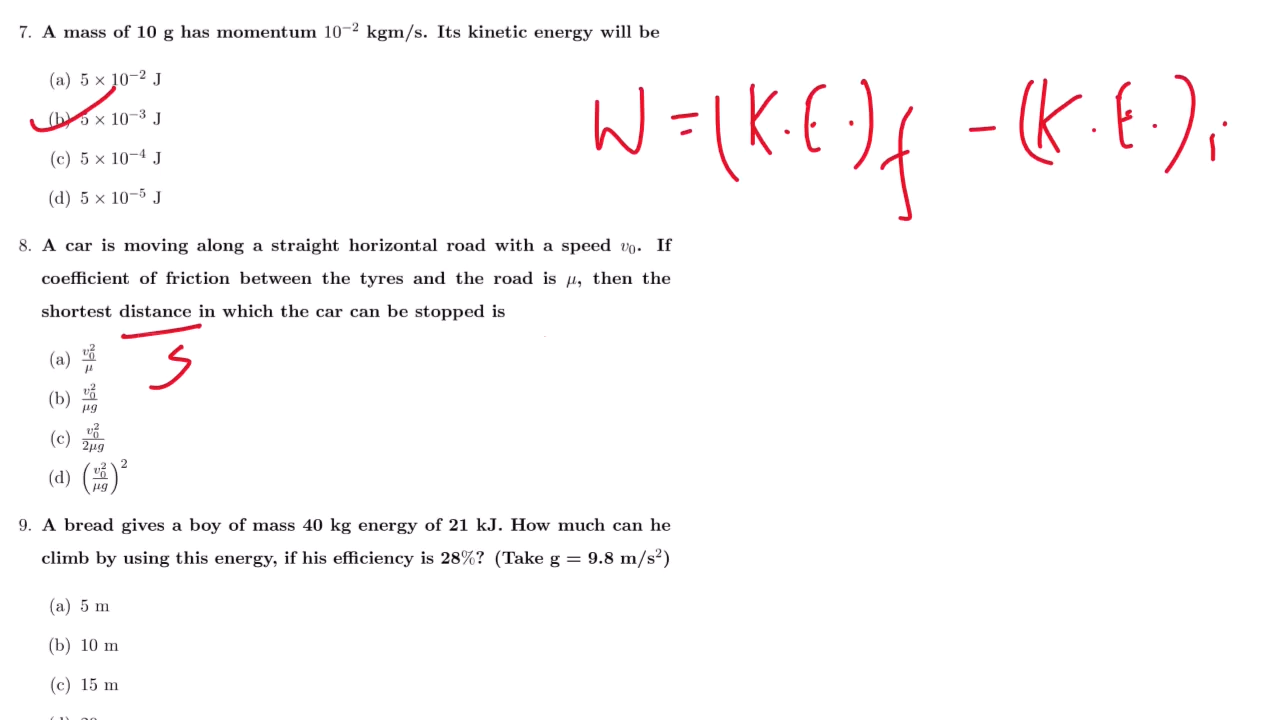 7. A mass of 10 g has momentum 10⁻² kgm/s. Its kinetic energy will be
(a) 5 × 10⁻² J
(b) 5 × 10⁻³ J
(c) 5 × 10⁻⁴ J
(d) 5 × 10⁻⁵ J
W = (K.E.)f - (K.E.)i
8. A car is moving along a straight horizontal road with a speed v₀. If
coefficient of friction between the tyres and the road is μ, then the
shortest distance in which the car can be stopped is
(a) v₀²/μ
(b) v₀²/μg
(c) v₀²/2μg
(d) (v₀²/μg)²
s
9. A bread gives a boy of mass 40 kg energy of 21 kJ. How much can he
climb by using this energy, if his efficiency is 28%? (Take g = 9.8 m/s²)
(a) 5 m
(b) 10 m
(c) 15 m